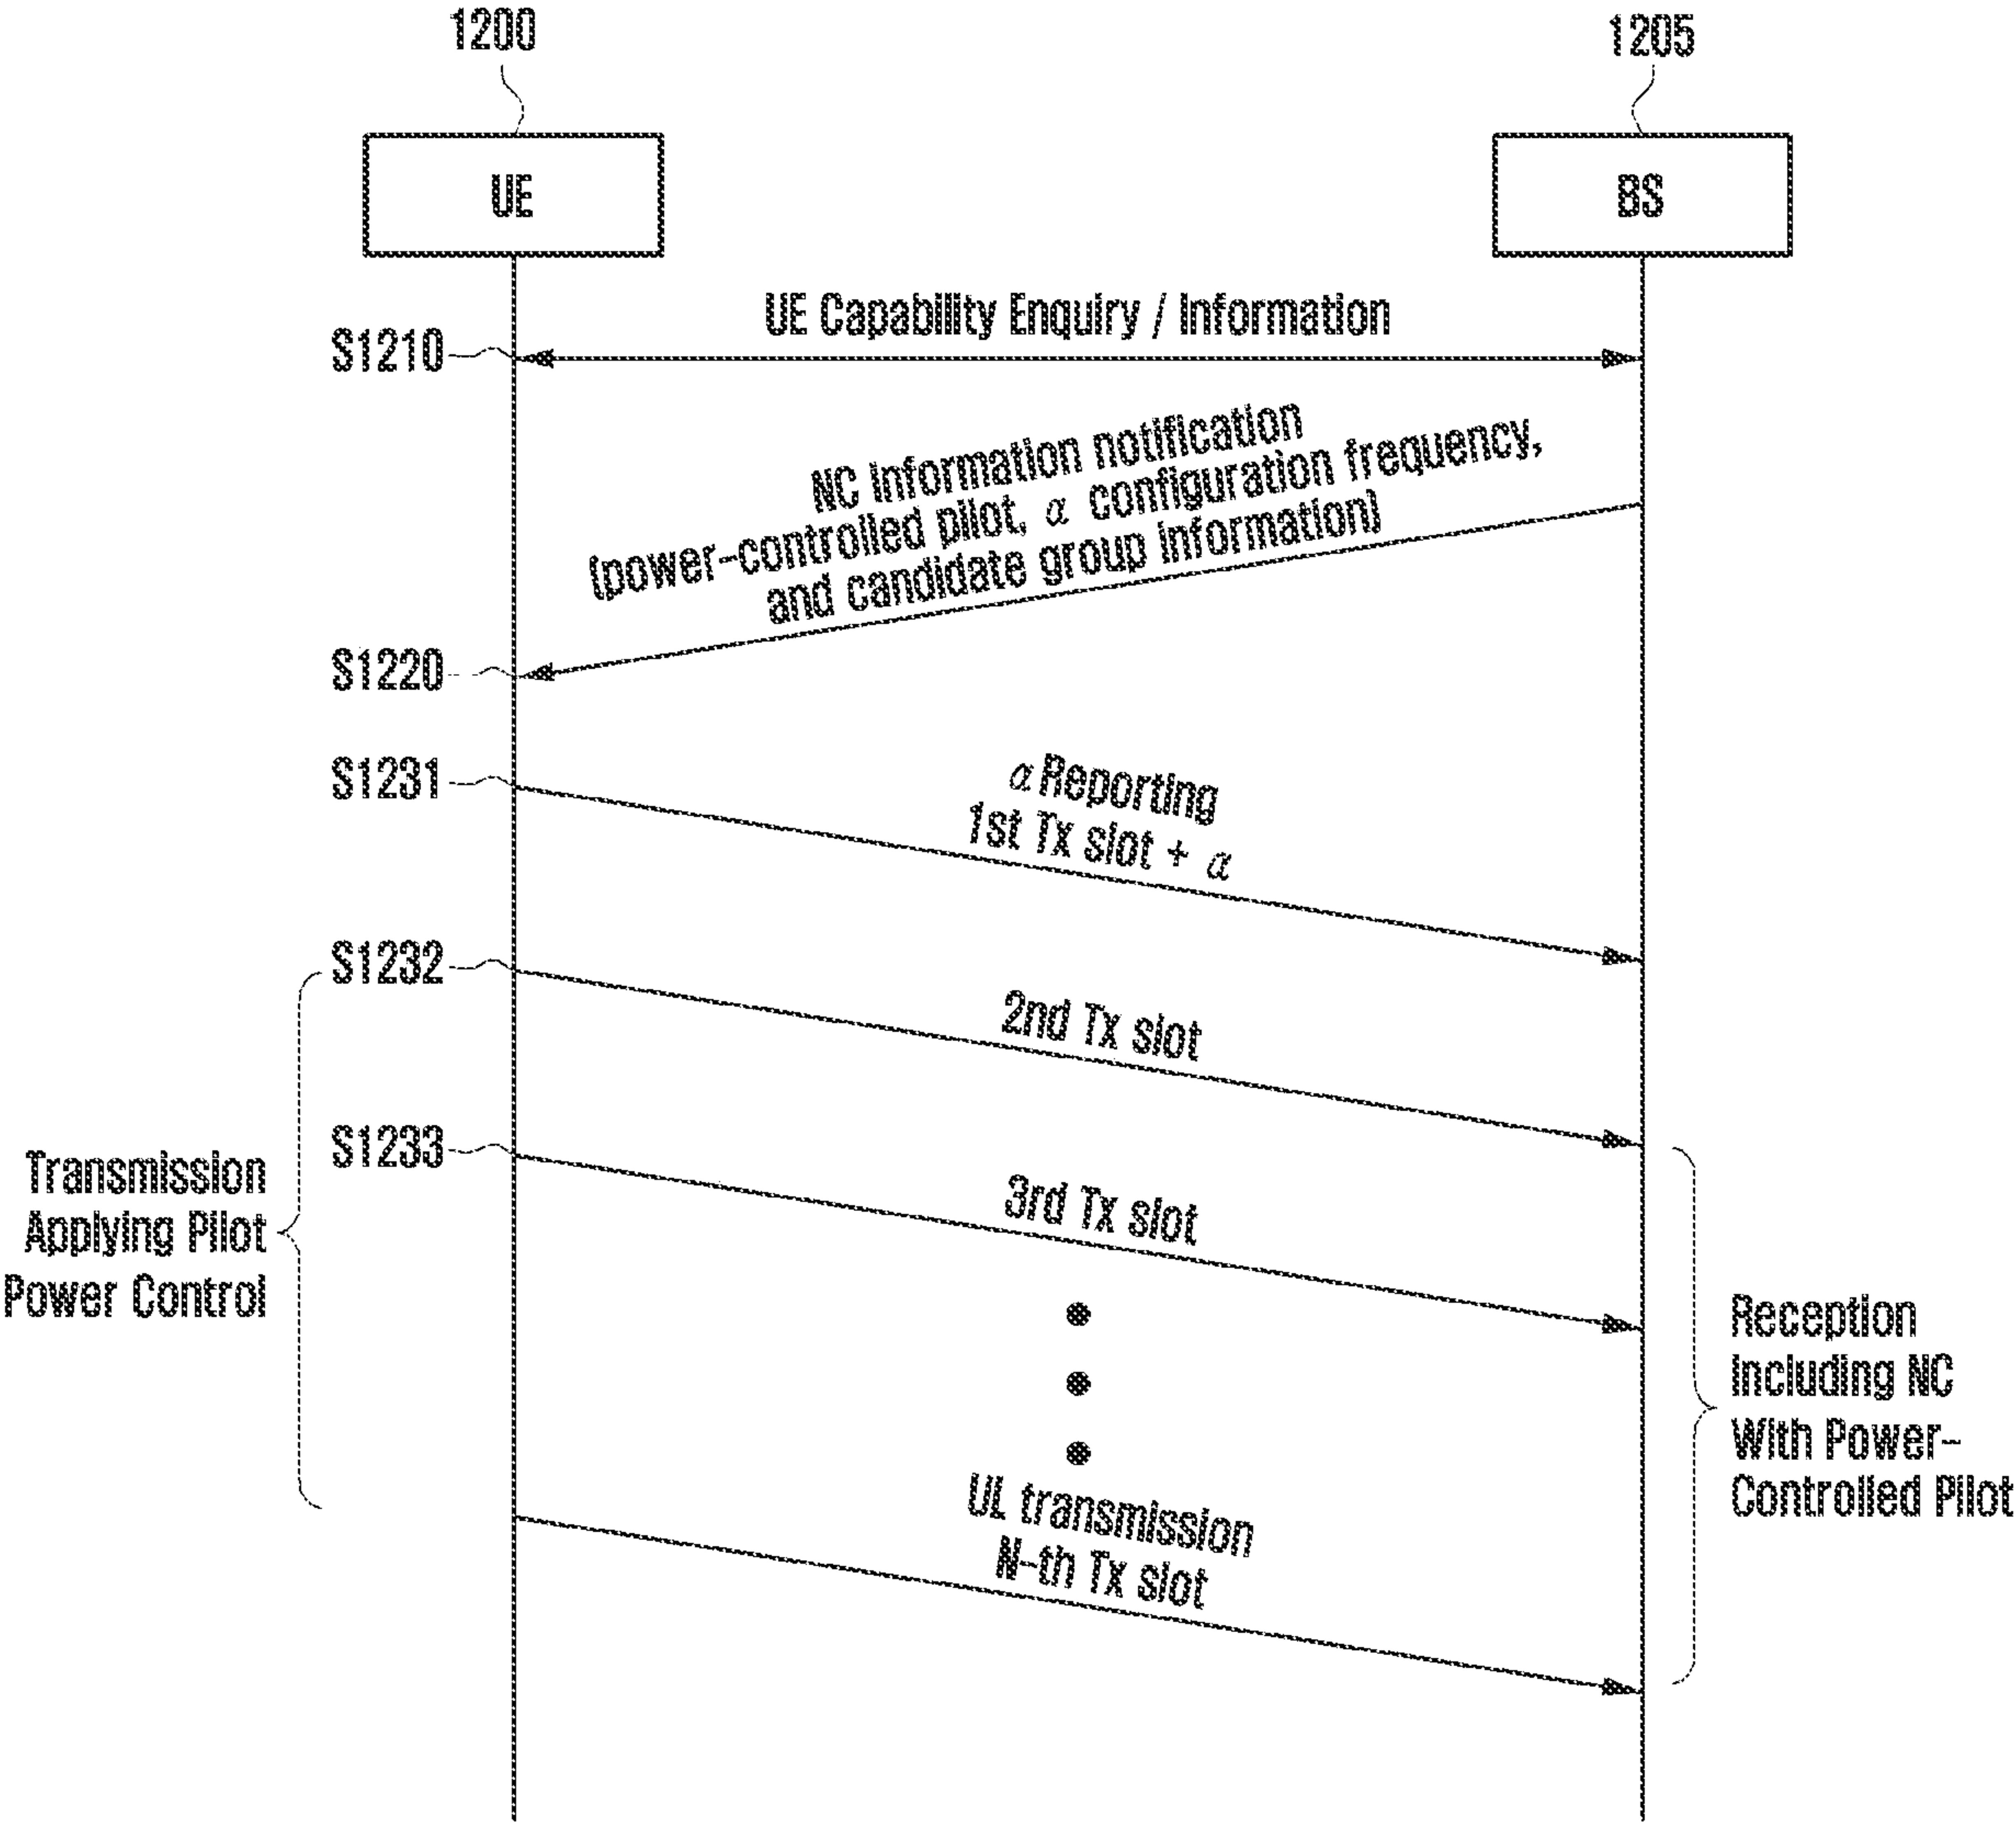 1200
1205
UE
BS
UE Capability Enquiry / Information
S1210
NC information notification
(power-controlled pilot, α configuration frequency,
and candidate group information)
S1220
S1231
α Reporting
1st Tx slot + α
S1232
2nd Tx slot
S1233
3rd Tx slot
Transmission
Applying Pilot
Power Control
Reception
Including NC
With Power-
Controlled Pilot
UL transmission
N-th Tx slot